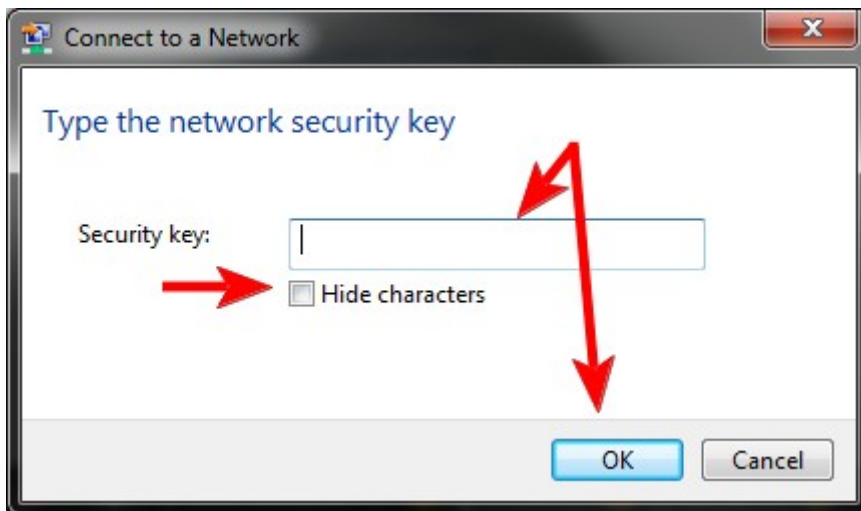 Connect to a Network
Type the network security key
Security key:
Hide characters
OK Cancel